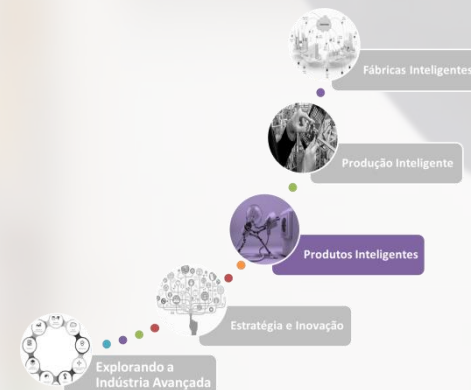 Fábricas Inteligentes
Produção Inteligente
Produtos Inteligentes
Estratégia e Inovação
Explorando a
Indústria Avançada